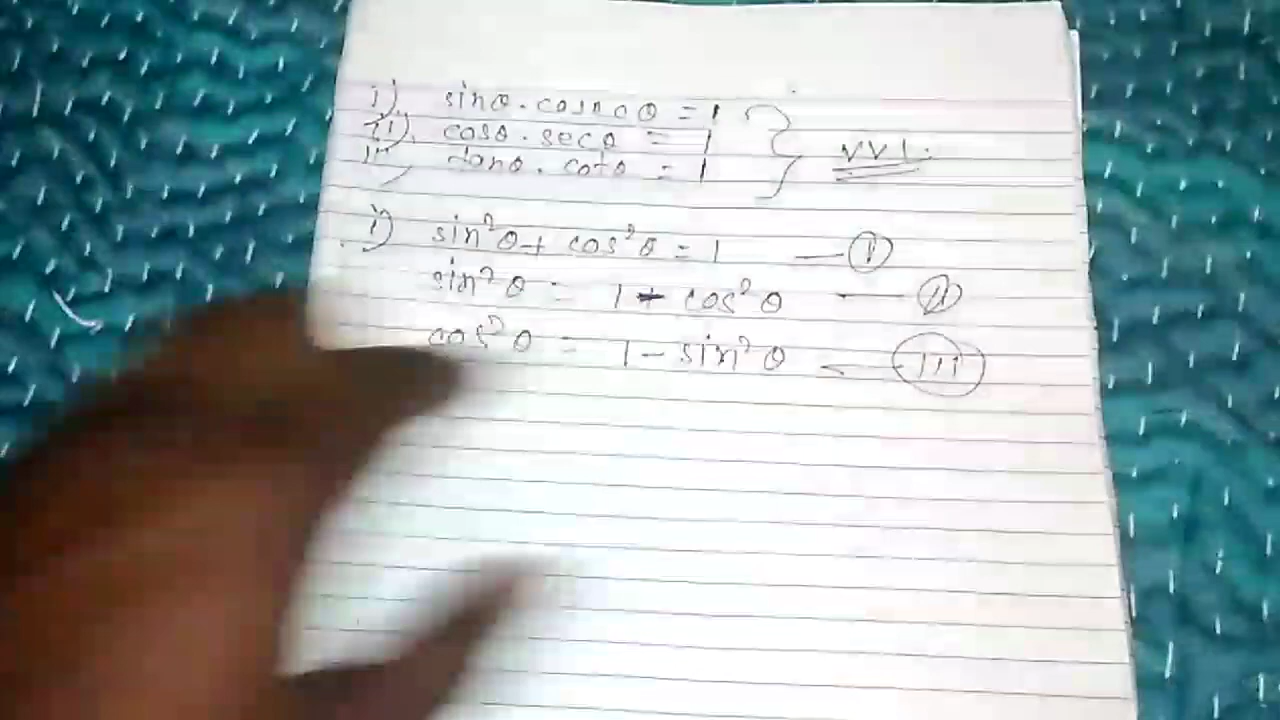 i) sinθ. cosecθ = 1
ii) cosθ. secθ = 1 } VVI.
iii) tanθ. cotθ = 1
i) sin²θ + cos²θ = 1 — (I)
sin²θ = 1 - cos²θ — (II)
cos²θ = 1 - sin²θ — (III)